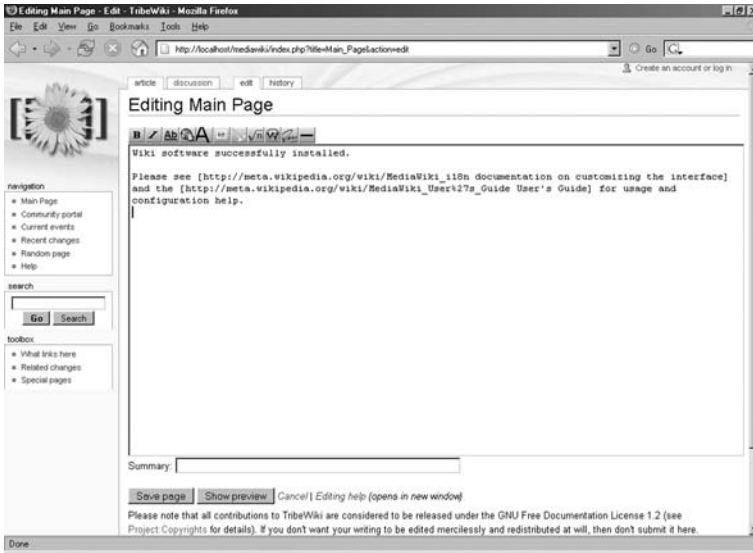 Editing Main Page - Edit - TribeWiki - Mozilla Firefox
File Edit View Go Bookmarks Tools Help
http://localhost/mediawiki/index.php?title=Main_Page&action=edit Go
Create an account or log in
article discussion edit history
Editing Main Page
B I Ab A √n W
Wiki software successfully installed.
Please see [http://meta.wikipedia.org/wiki/MediaWiki_i18n documentation on customizing the interface]
and the [http://meta.wikipedia.org/wiki/MediaWiki_User%27s_Guide User's Guide] for usage and
configuration help.
navigation
Main Page
Community portal
Current events
Recent changes
Random page
Help
search
Go Search
toolbox
What links here
Related changes
Special pages
Summary:
Save page Show preview Cancel | Editing help (opens in new window)
Please note that all contributions to TribeWiki are considered to be released under the GNU Free Documentation License 1.2 (see
Project:Copyrights for details). If you don't want your writing to be edited mercilessly and redistributed at will, then don't submit it here.
Done